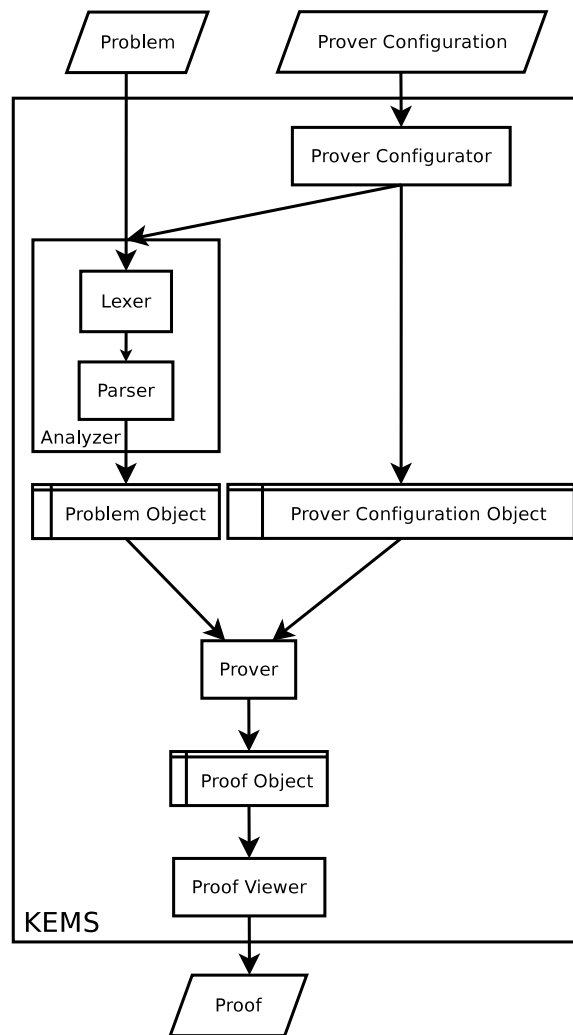 Problem
Prover Configuration
Prover Configurator
Lexer
Parser
Analyzer
Problem Object
Prover Configuration Object
Prover
Proof Object
Proof Viewer
KEMS
Proof